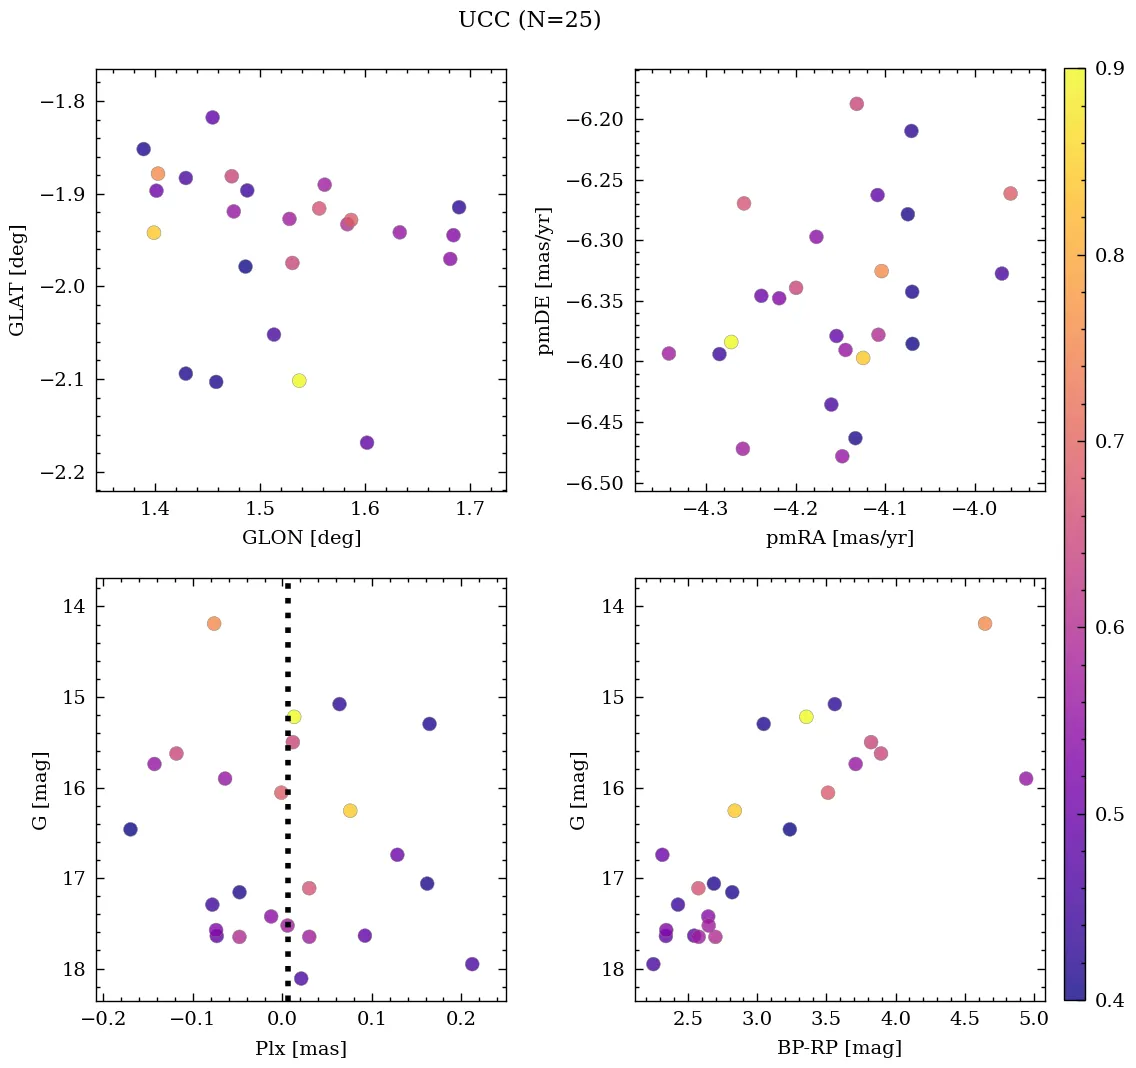 UCC (N=25)
−1.8
−1.9
−2.0
−2.1
−2.2
GLAT [deg]
1.4 1.5 1.6 1.7
GLON [deg]
−6.20
−6.25
−6.30
−6.35
−6.40
−6.45
−6.50
pmDE [mas/yr]
−4.3 −4.2 −4.1 −4.0
pmRA [mas/yr]
14
15
16
17
18
G [mag]
−0.2 −0.1 0.0 0.1 0.2
Plx [mas]
14
15
16
17
18
G [mag]
2.5 3.0 3.5 4.0 4.5 5.0
BP-RP [mag]
0.9
0.8
0.7
0.6
0.5
0.4